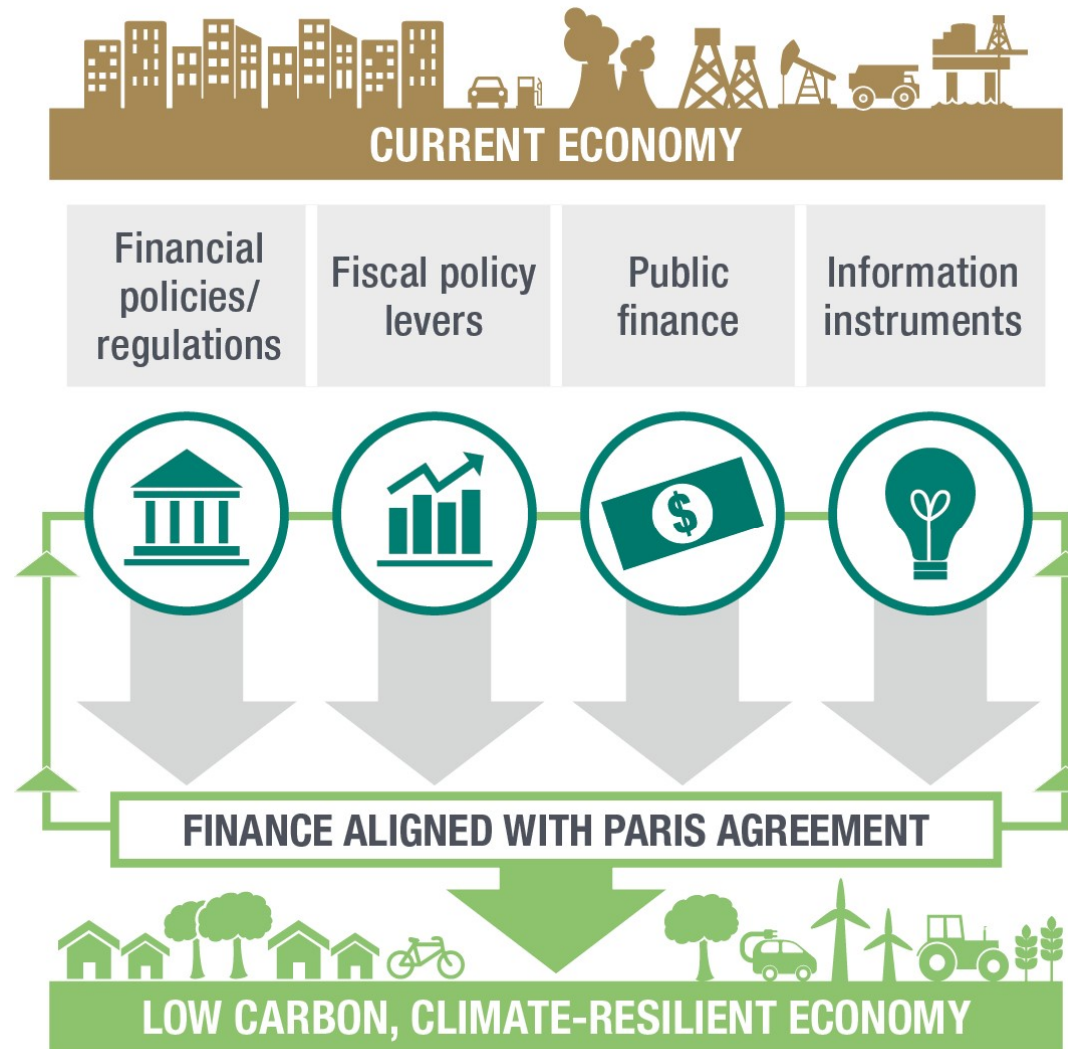 CURRENT ECONOMY
Financial
policies/
regulations
Fiscal policy
levers
Public
finance
Information
instruments
$
FINANCE ALIGNED WITH PARIS AGREEMENT
LOW CARBON, CLIMATE-RESILIENT ECONOMY